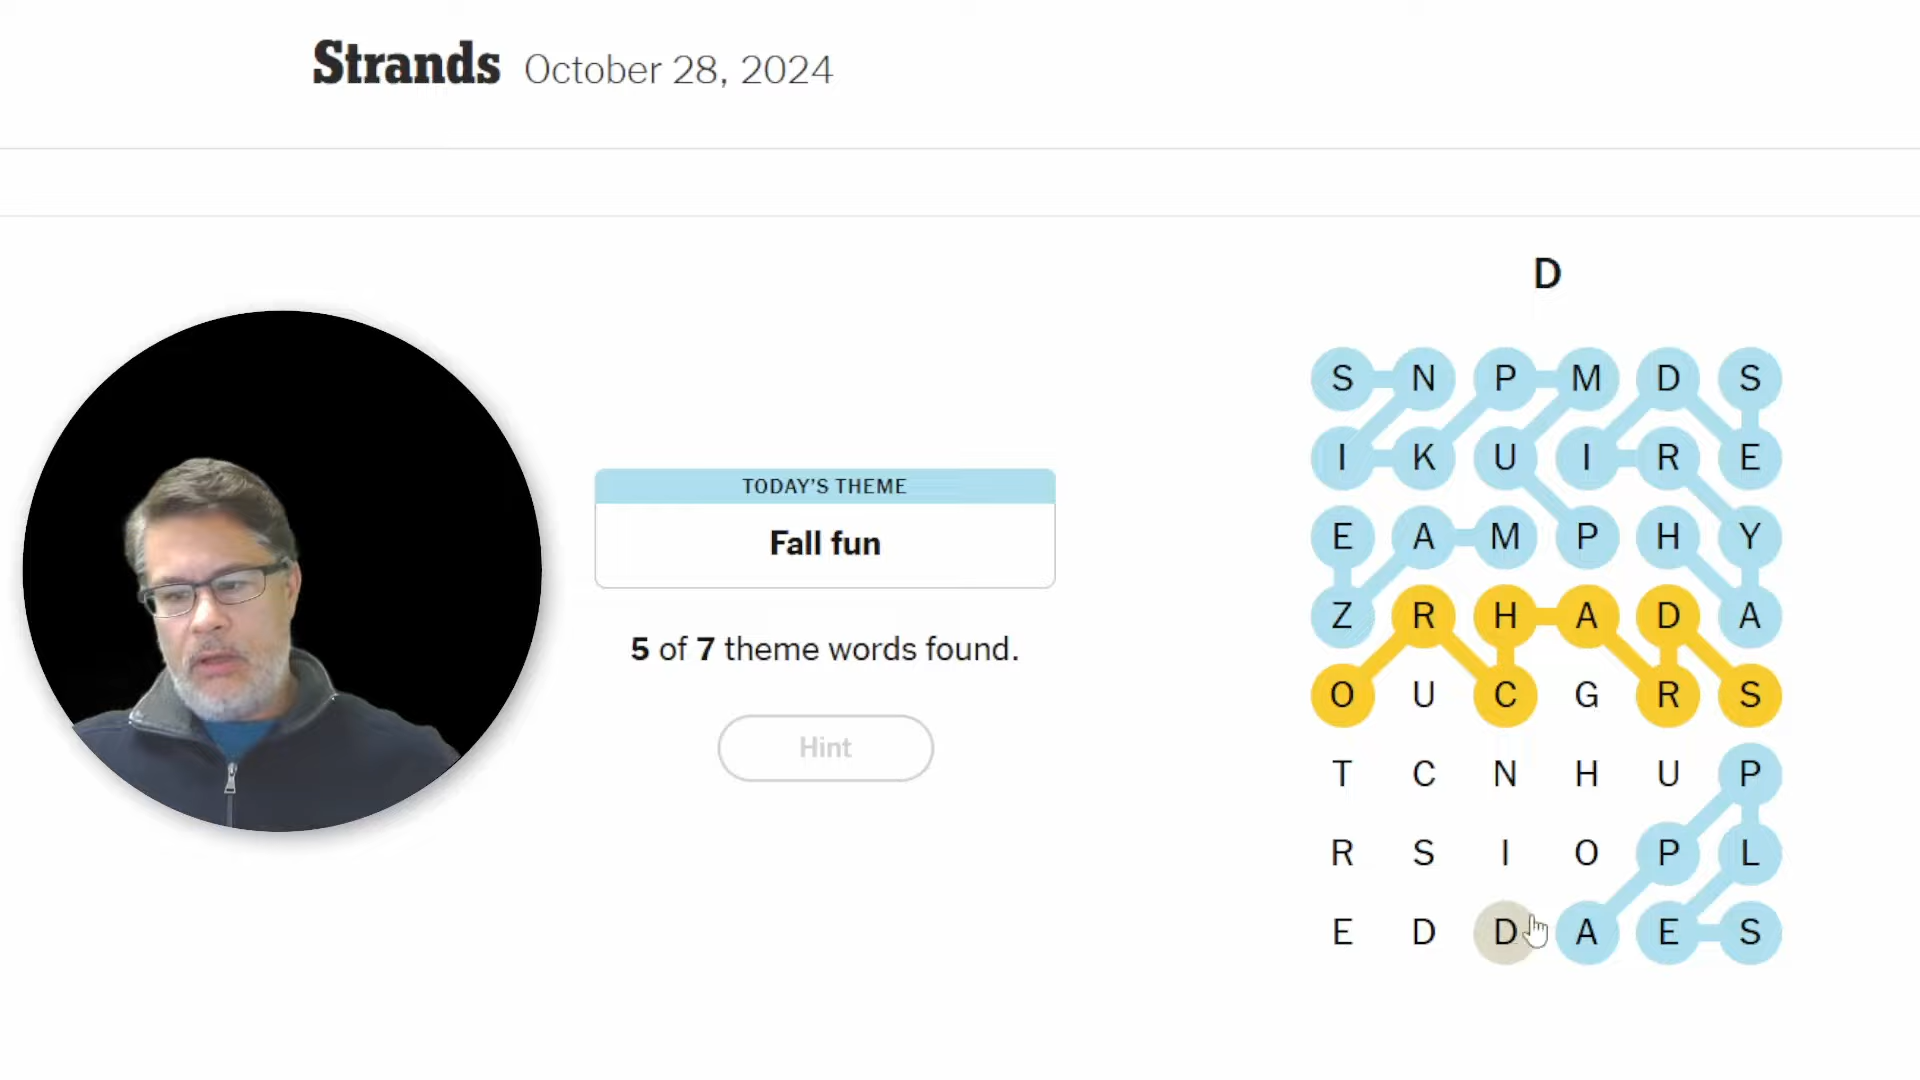 Strands October 28, 2024
D
TODAY'S THEME
Fall fun
5 of 7 theme words found.
Hint
S N P M D S
I K U I R E
E A M P H Y
Z R H A D A
O U C G R S
T C N H U P
R S I O P L
E D D A E S